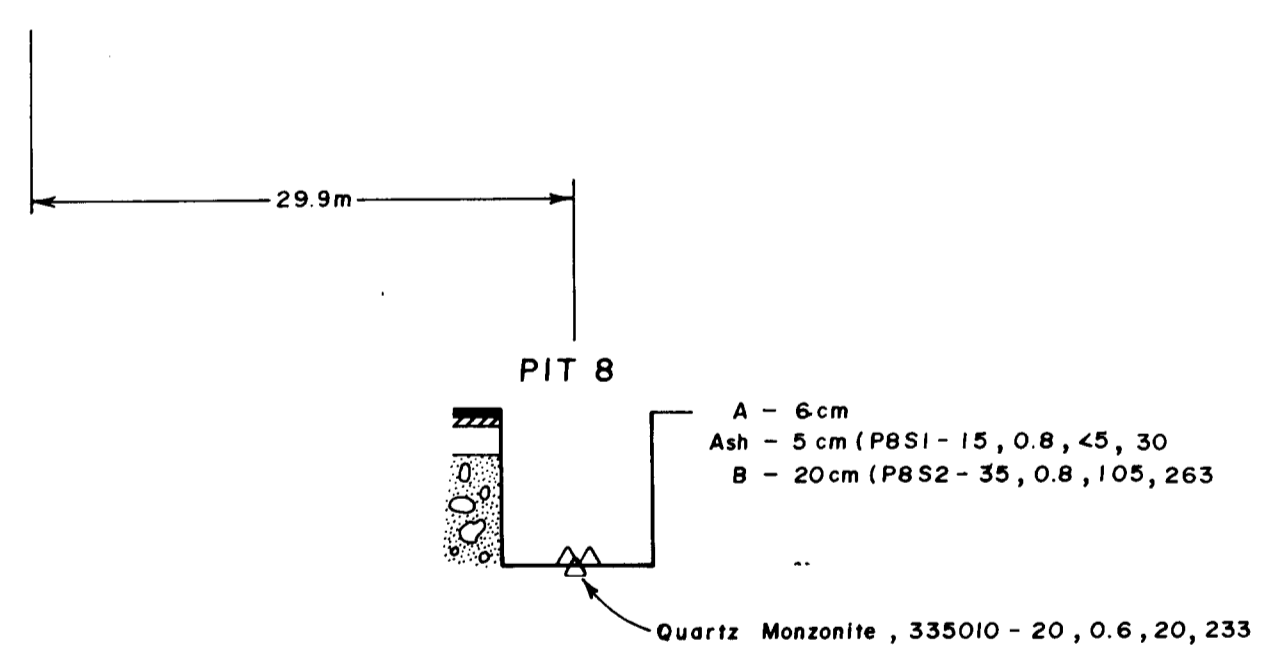 29.9m
PIT 8
A - 6cm
Ash - 5 cm (P8S1 - 15, 0.8, <5, 30
B - 20cm (P8S2 - 35, 0.8, 105, 263
Quartz Monzonite, 335010 - 20, 0.6, 20, 233